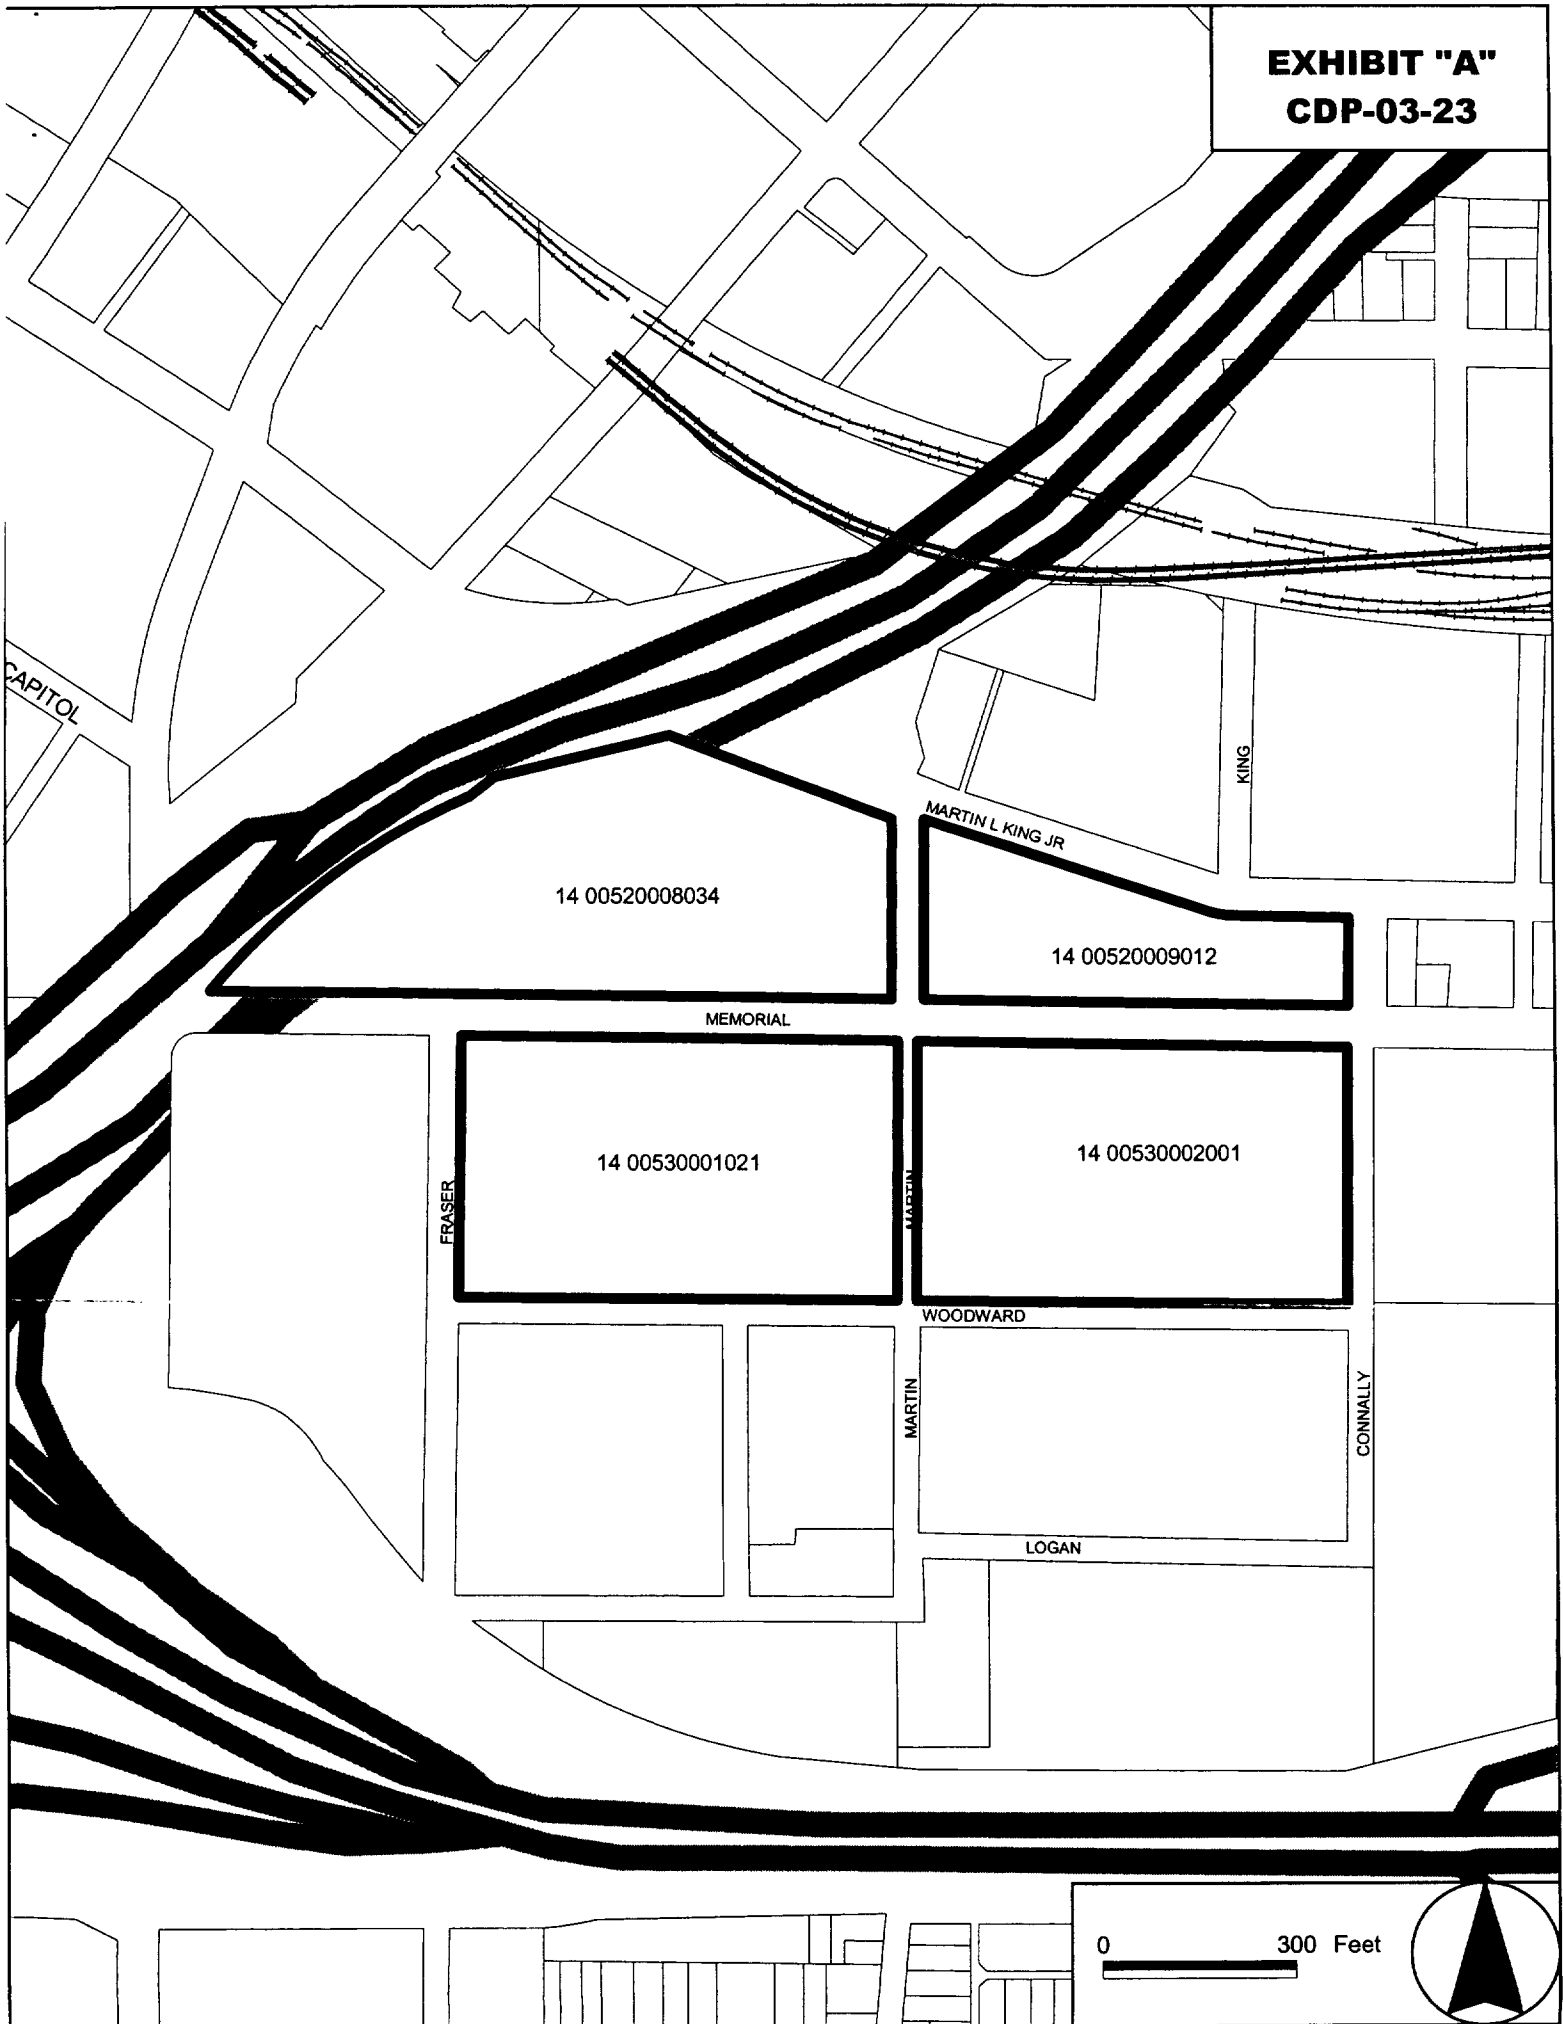 EXHIBIT "A"
CDP-03-23
CAPITOL
KING
MARTIN L KING JR
14 00520008034
14 00520009012
MEMORIAL
14 00530001021
14 00530002001
FRASER
MARTIN
WOODWARD
MARTIN
CONNALLY
LOGAN
0 300 Feet